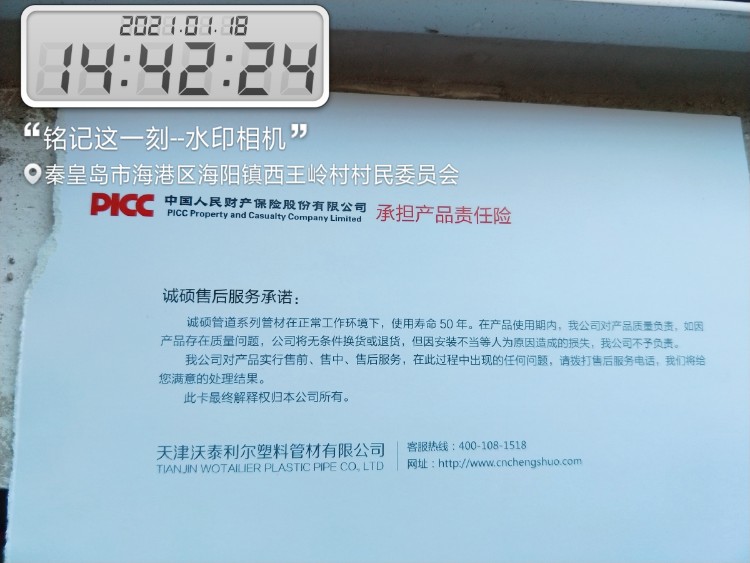 2021.01.18
14:42:24
“铭记这一刻--水印相机”
秦皇岛市海港区海阳镇西王岭村村民委员会
PICC 中国人民财产保险股份有限公司 承担产品责任险
PICC Property and Casualty Company Limited
诚硕售后服务承诺：
诚硕管道系列管材在正常工作环境下，使用寿命50年。在产品使用期内，我公司对产品质量负责，如因
产品存在质量问题，公司将无条件换货或退货，但因安装不当等人为原因造成的损失，我公司不予负责。
我公司对产品实行售前、售中、售后服务，在此过程中出现的任何问题，请拨打售后服务电话，我们将给
您满意的处理结果。
此卡最终解释权归本公司所有。
天津沃泰利尔塑料管材有限公司
TIANJIN WOTAILIER PLASTIC PIPE CO., LTD
客服热线：400-108-1518
网址：http://www.cnchengshuo.com